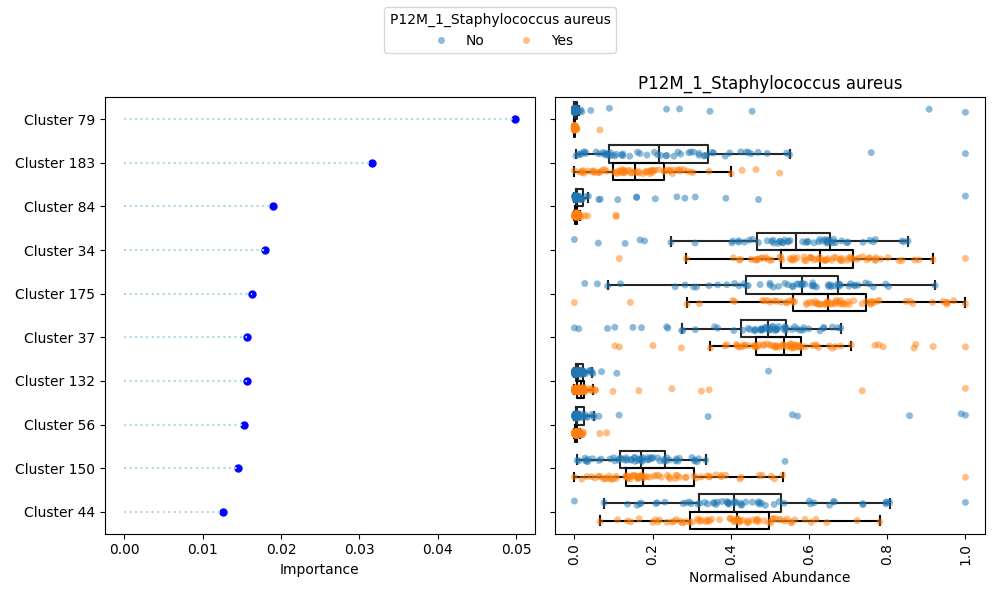 P12M_1_Staphylococcus aureus
No Yes
P12M_1_Staphylococcus aureus
Cluster 79
Cluster 183
Cluster 84
Cluster 34
Cluster 175
Cluster 37
Cluster 132
Cluster 56
Cluster 150
Cluster 44
0.00 0.01 0.02 0.03 0.04 0.05
Importance
0.0 0.2 0.4 0.6 0.8 1.0
Normalised Abundance